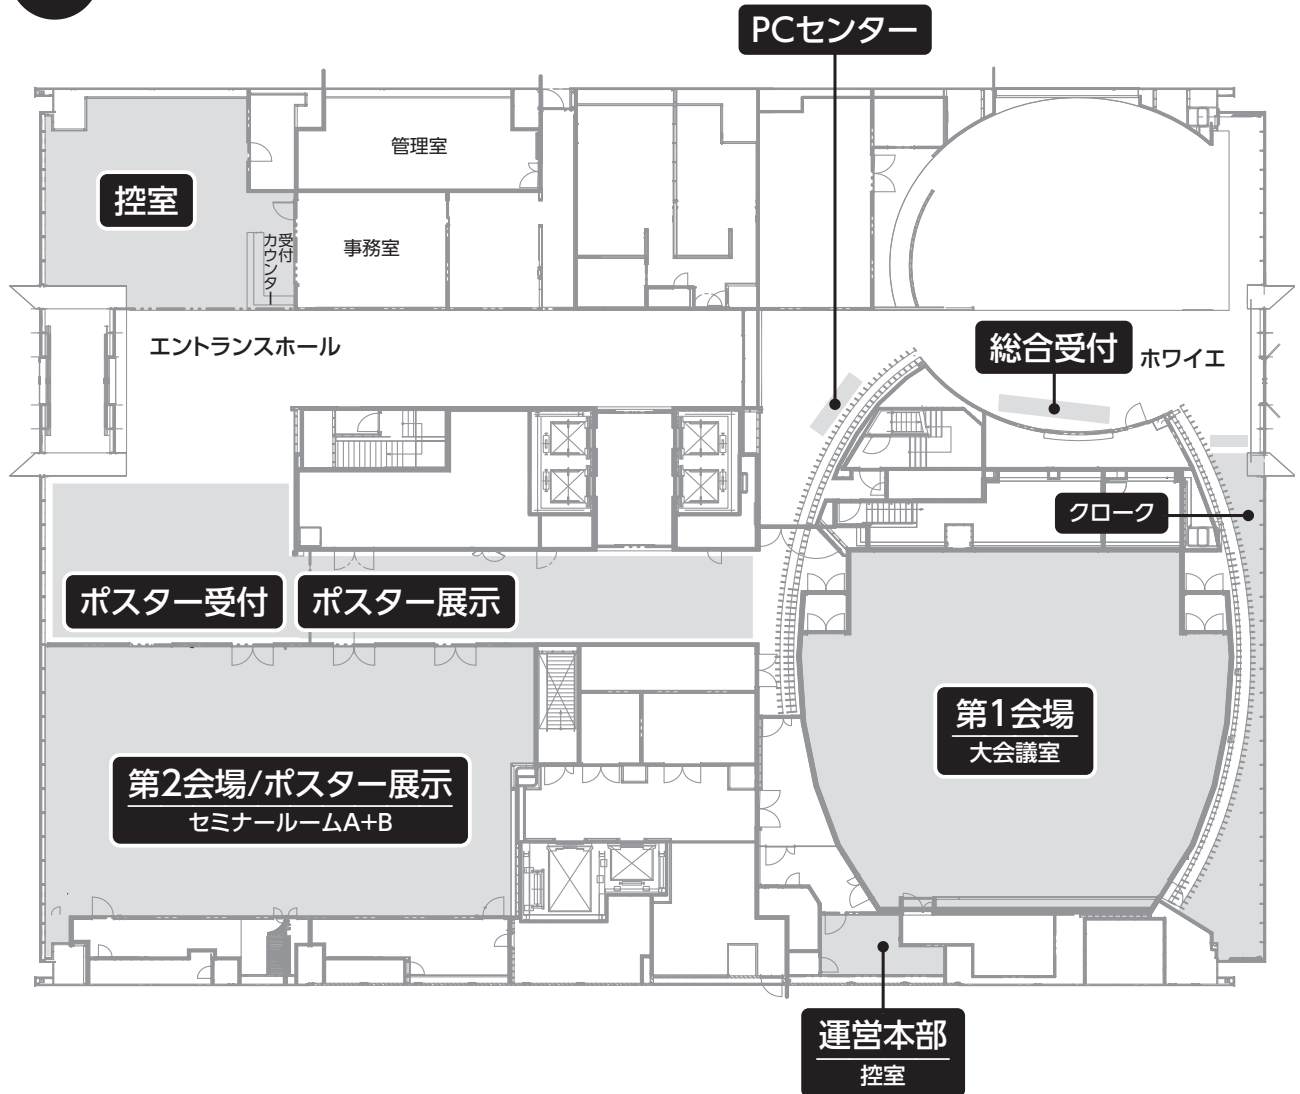 PCセンター
管理室
控室
受付
カウンター
事務室
エントランスホール
総合受付
ホワイエ
クローク
ポスター受付
ポスター展示
第1会場
大会議室
第2会場/ポスター展示
セミナールームA+B
運営本部
控室